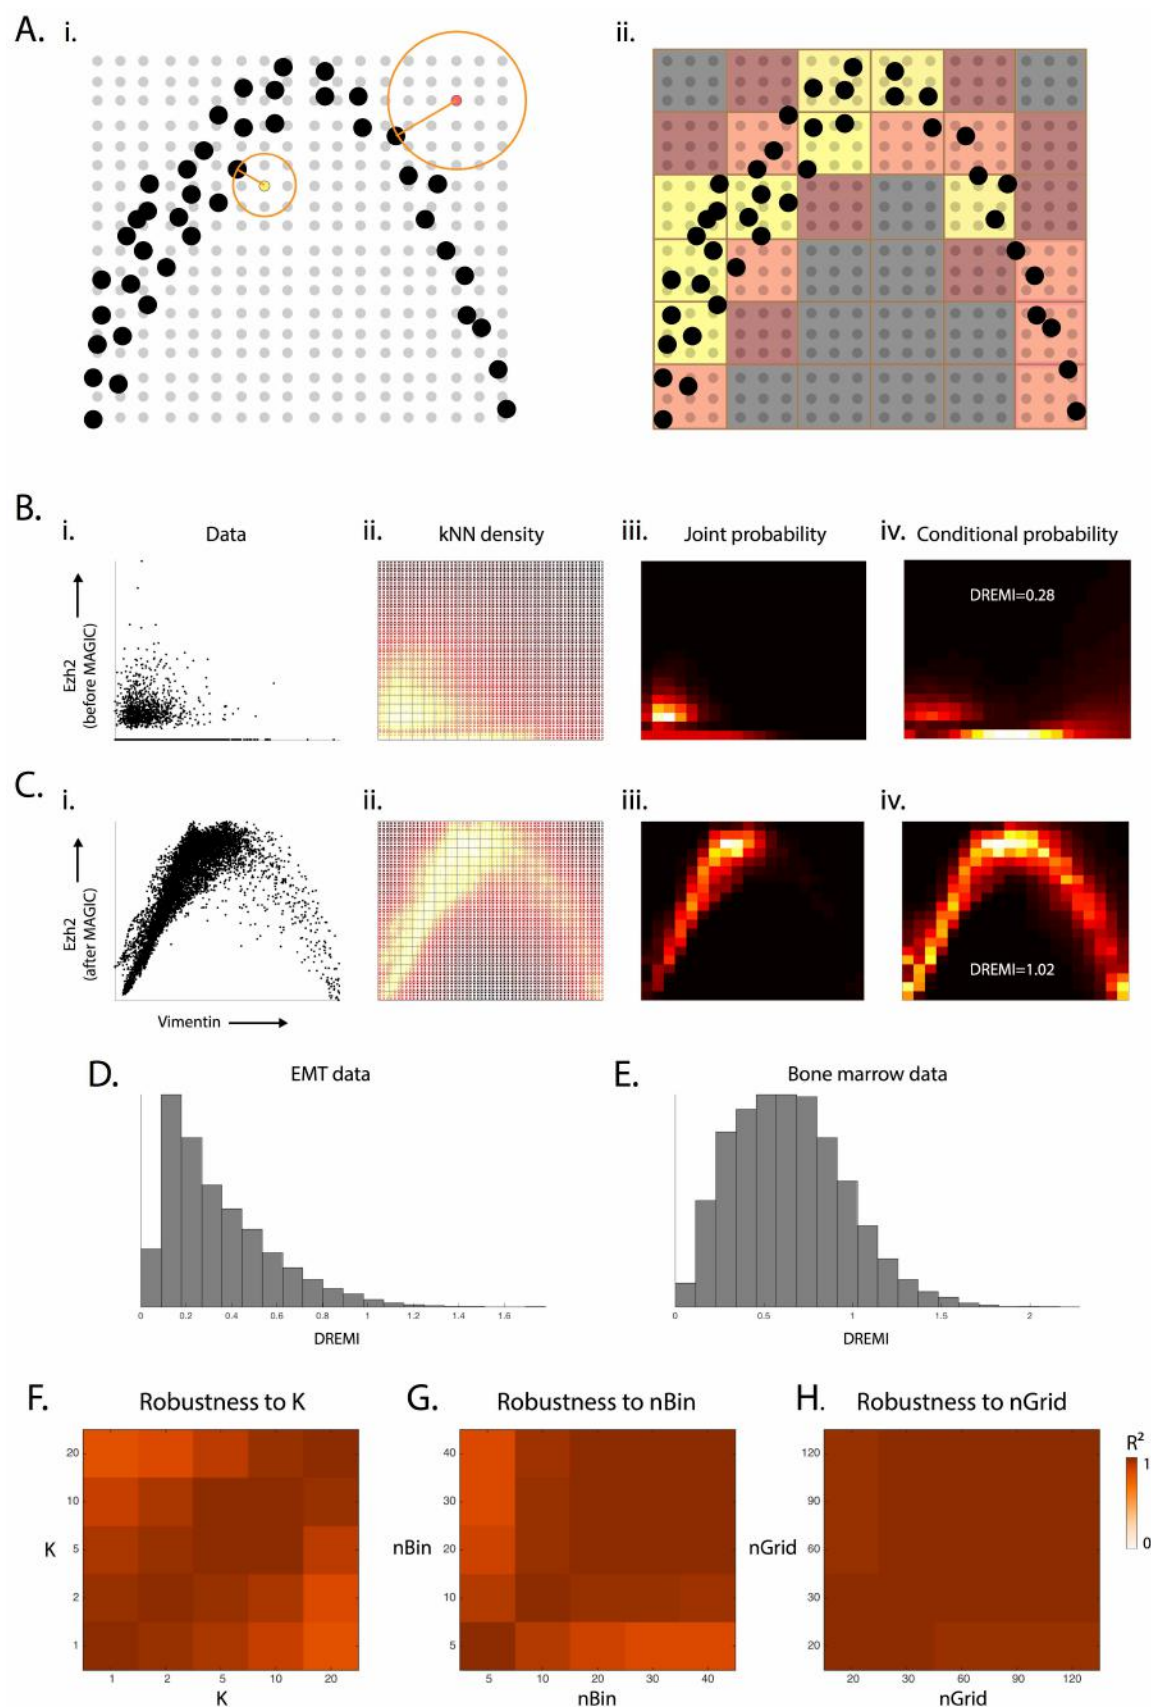 A. i. ii.
B.
i. Data ii. kNN density iii. Joint probability iv. Conditional probability
Ezh2
(before MAGIC)
DREMI=0.28
C.
i. ii. iii. iv.
Ezh2
(after MAGIC)
DREMI=1.02
Vimentin
D. EMT data E. Bone marrow data
0 0.2 0.4 0.6 0.8 1 1.2 1.4 1.6 0 0.5 1 1.5 2
DREMI DREMI
F. Robustness to K G. Robustness to nBin H. Robustness to nGrid
R²
20 40 120 1
10 30 90
K 5 nBin 20 nGrid 60 0
2 10 30
1 5 20
1 2 5 10 20 5 10 20 30 40 20 30 60 90 120
K nBin nGrid